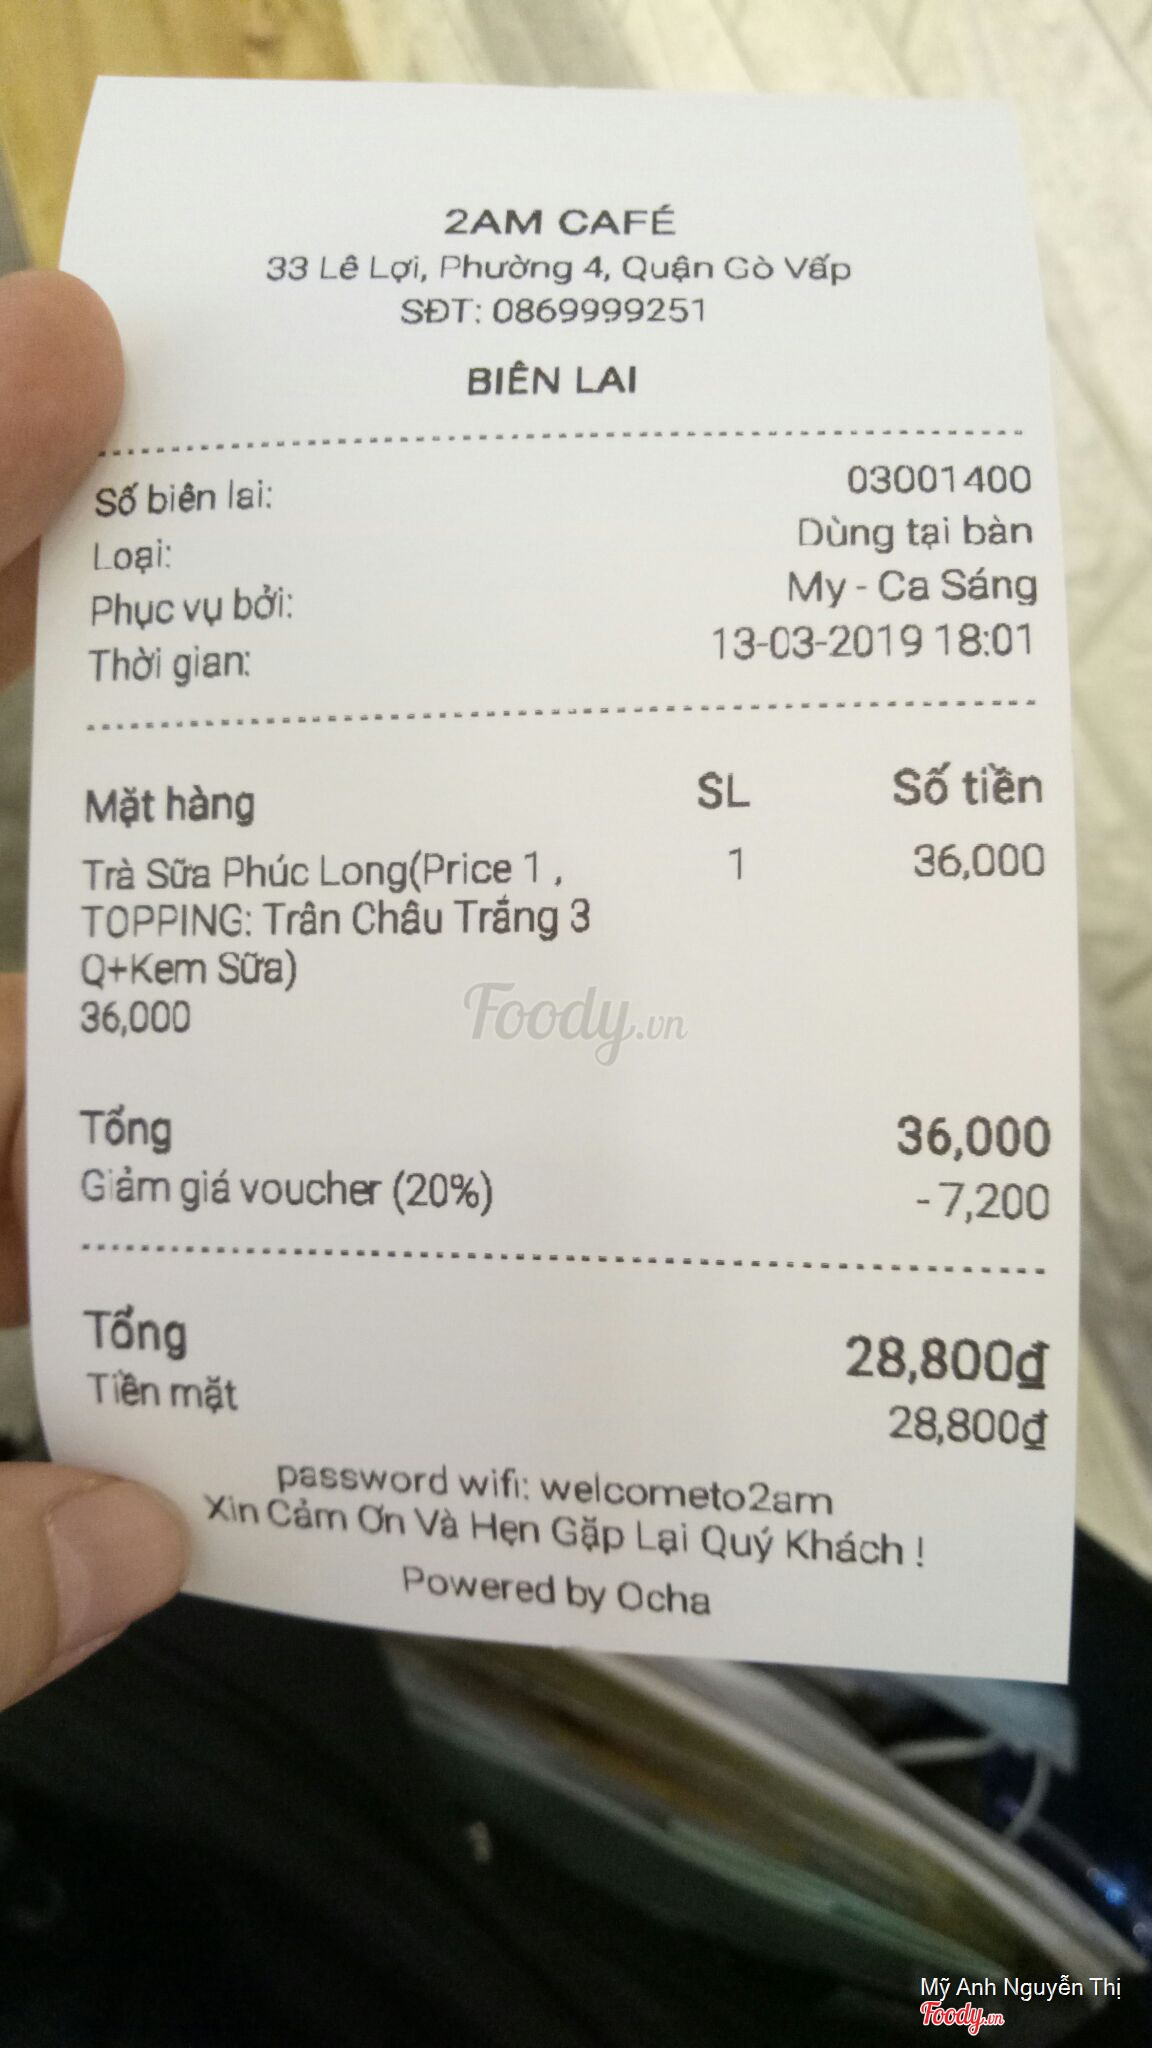 2AM CAFÉ
33 Lê Lợi, Phường 4, Quận Gò Vấp
SĐT: 0869999251
BIÊN LAI
Số biên lai: 03001400
Loại: Dùng tại bàn
Phục vụ bởi: My - Ca Sáng
Thời gian: 13-03-2019 18:01
Mặt hàng SL Số tiền
Trà Sữa Phúc Long(Price 1 , 1 36,000
TOPPING: Trân Châu Trắng 3
Q+Kem Sữa)
36,000
Foody.vn
Tổng 36,000
Giảm giá voucher (20%) - 7,200
Tổng 28,800₫
Tiền mặt 28,800₫
password wifi: welcometo2am
Xin Cảm Ơn Và Hẹn Gặp Lại Quý Khách !
Powered by Ocha
Mỹ Anh Nguyễn Thị
Foody.vn